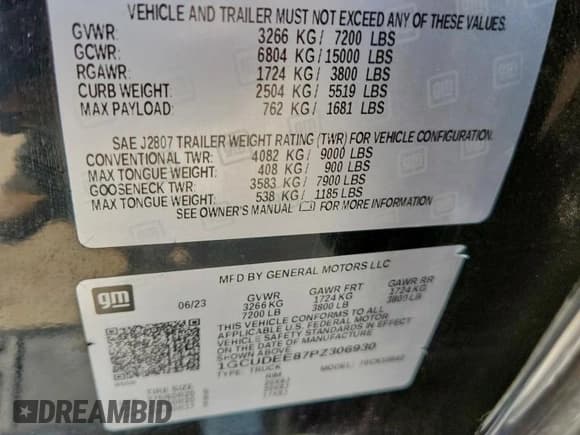 VEHICLE AND TRAILER MUST NOT EXCEED ANY OF THESE VALUES.
GVWR: 3266 KG / 7200 LBS
GCWR: 6804 KG / 15000 LBS
RGAWR: 1724 KG / 3800 LBS
CURB WEIGHT: 2504 KG / 5519 LBS
MAX PAYLOAD: 762 KG / 1681 LBS
SAE J2807 TRAILER WEIGHT RATING (TWR) FOR VEHICLE CONFIGURATION.
CONVENTIONAL TWR: 4082 KG / 9000 LBS
MAX TONGUE WEIGHT: 408 KG / 900 LBS
GOOSENECK TWR: 3583 KG / 7900 LBS
MAX TONGUE WEIGHT: 538 KG / 1185 LBS
SEE OWNER'S MANUAL FOR MORE INFORMATION
MFD BY GENERAL MOTORS LLC
gm
06/23
GVWR GAWR FRT GAWR RR
3266KG 1724 KG 1724 KG
7200 LB 3800 LB 3800 LB
THIS VEHICLE CONFORMS TO ALL
APPLICABLE U.S. FEDERAL MOTOR
VEHICLE SAFETY STANDARDS IN EFFECT
ON THE DATE OF MANUFACTURE SHOWN ABOVE.
1GCUDEE87PZ306930
TYPE: TRUCK MODEL:
TIRE SIZE RIM
DREAMBID